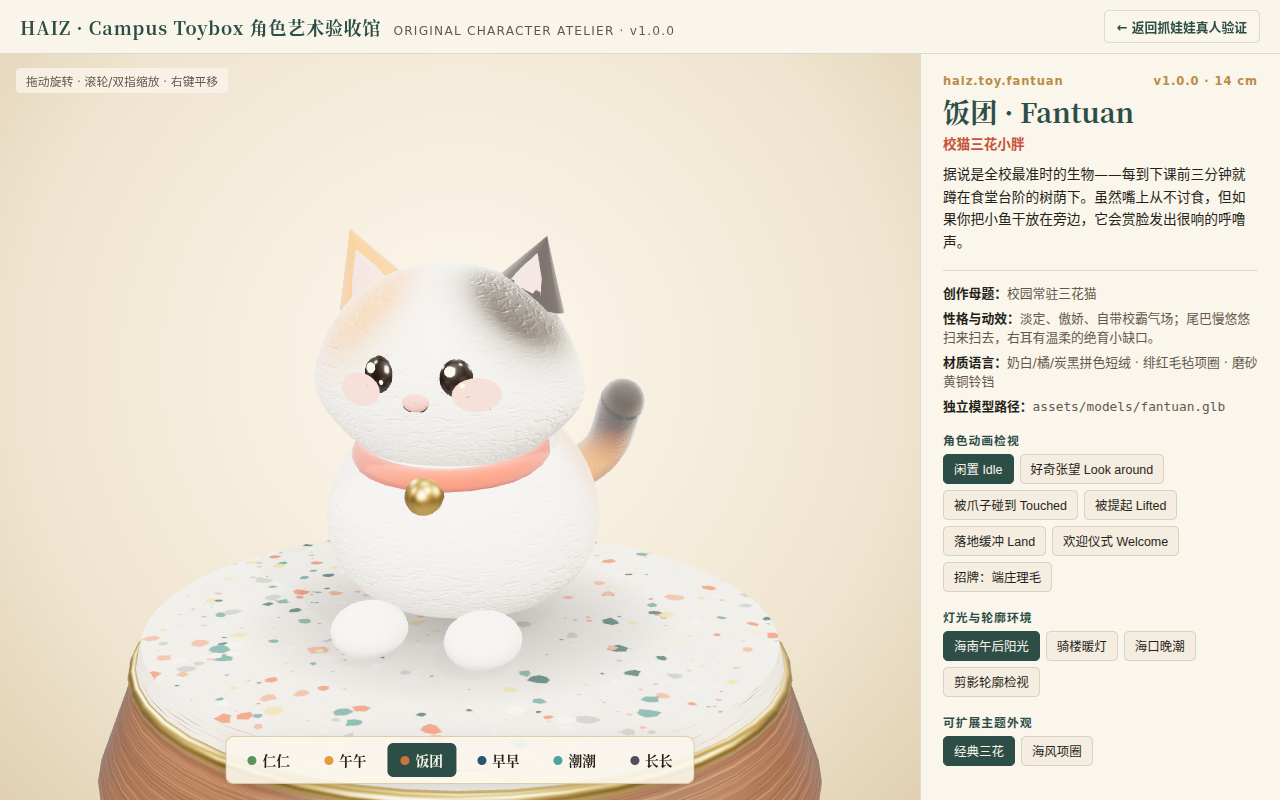 HAIZ · Campus Toybox 角色艺术验收馆 ORIGINAL CHARACTER ATELIER · v1.0.0
← 返回抓娃娃真人验证
拖动旋转 · 滚轮/双指缩放 · 右键平移
haiz.toy.fantuan v1.0.0 · 14 cm
饭团 · Fantuan
校猫三花小胖
据说是全校最准时的生物——每到下课前三分钟就
蹲在食堂台阶的树荫下。虽然嘴上从不讨食，但如
果你把小鱼干放在旁边，它会赏脸发出很响的呼噜
声。
创作母题：校园常驻三花猫
性格与动效：淡定、傲娇、自带校霸气场；尾巴慢悠悠
扫来扫去，右耳有温柔的绝育小缺口。
材质语言：奶白/橘/炭黑拼色短绒 · 绯红毛毡项圈 · 磨砂
黄铜铃铛
独立模型路径：assets/models/fantuan.glb
角色动画检视
闲置 Idle 好奇张望 Look around
被爪子碰到 Touched 被提起 Lifted
落地缓冲 Land 欢迎仪式 Welcome
招牌：端庄理毛
灯光与轮廓环境
海南午后阳光 骑楼暖灯 海口晚潮
剪影轮廓检视
可扩展主题外观
经典三花 海风项圈
仁仁 午午 饭团 早早 潮潮 长长